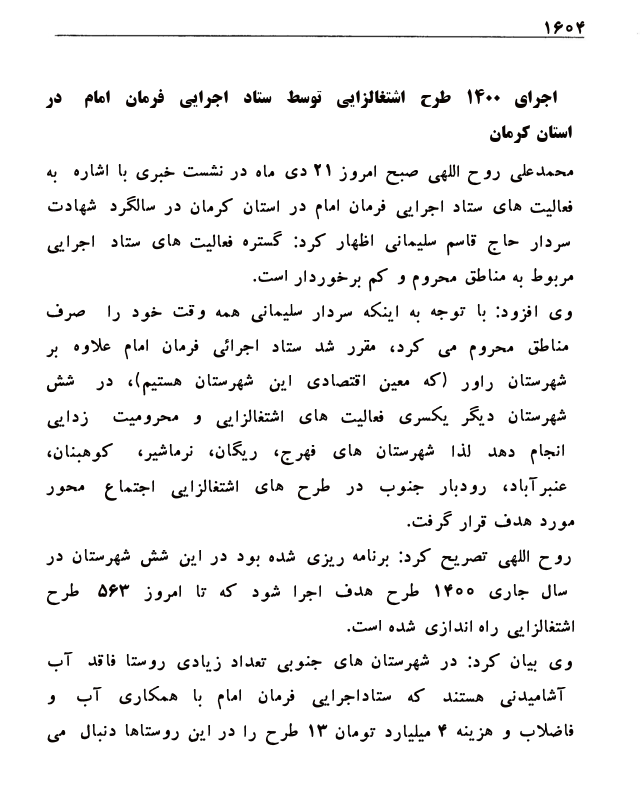 ۱۶۰۴
اجرای ۱۴۰۰ طرح اشتغالزایی توسط ستاد اجرایی فرمان امام در
استان کرمان
محمدعلی روح اللهی صبح امروز ۲۱ دی ماه در نشست خبری با اشاره به
فعالیت های ستاد اجرایی فرمان امام در استان کرمان در سالگرد شهادت
سردار حاج قاسم سلیمانی اظهار کرد: گستره فعالیت های ستاد اجرایی
مربوط به مناطق محروم و کم برخوردار است.
وی افزود: با توجه به اینکه سردار سلیمانی همه وقت خود را صرف
مناطق محروم می کرد، مقرر شد ستاد اجرائی فرمان امام علاوه بر
شهرستان راور (که معین اقتصادی این شهرستان هستیم)، در شش
شهرستان دیگر یکسری فعالیت های اشتغالزایی و محرومیت زدایی
انجام دهد لذا شهرستان های فهرج، ریگان، نرماشیر، کوهبنان،
عنبرآباد، رودبار جنوب در طرح های اشتغالزایی اجتماع محور
مورد هدف قرار گرفت.
روح اللهی تصریح کرد: برنامه ریزی شده بود در این شش شهرستان در
سال جاری ۱۴۰۰ طرح هدف اجرا شود که تا امروز ۵۶۳ طرح
اشتغالزایی راه اندازی شده است.
وی بیان کرد: در شهرستان های جنوبی تعداد زیادی روستا فاقد آب
آشامیدنی هستند که ستاداجرایی فرمان امام با همکاری آب و
فاضلاب و هزینه ۴ میلیارد تومان ۱۳ طرح را در این روستاها دنبال می